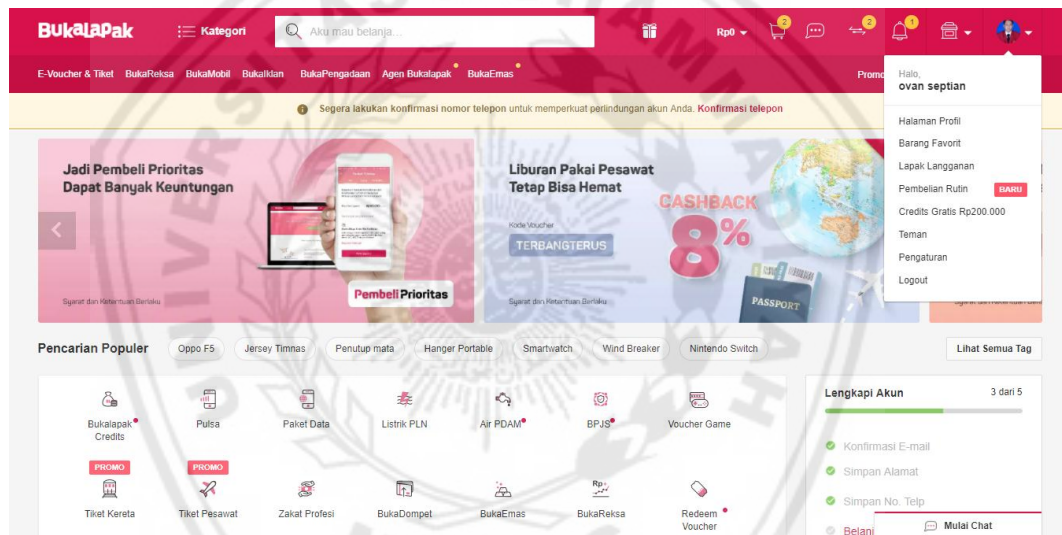 BukaLapak
Kategori
Aku mau belanja...
Rp0
2
2
1
E-Voucher & Tiket BukaReksa BukaMobil BukaIklan BukaPengadaan Agen Bukalapak BukaEmas
Promo
Segera lakukan konfirmasi nomor telepon untuk memperkuat perlindungan akun Anda. Konfirmasi telepon
Halo,
ovan septian
Halaman Profil
Barang Favorit
Lapak Langganan
Pembelian Rutin BARU
Credits Gratis Rp200.000
Teman
Pengaturan
Logout
Jadi Pembeli Prioritas
Dapat Banyak Keuntungan
Syarat dan Ketentuan Berlaku
Pembeli Prioritas
Liburan Pakai Pesawat
Tetap Bisa Hemat
Kode Voucher
TERBANGTERUS
CASHBACK
8%
PASSPORT
Syarat dan Ketentuan Berlaku
Pencarian Populer
Oppo F5
Jersey Timnas
Penutup mata
Hanger Portable
Smartwatch
Wind Breaker
Nintendo Switch
Lihat Semua Tag
Bukalapak
Credits
Pulsa
Paket Data
Listrik PLN
Air PDAM
BPJS
Voucher Game
PROMO
Tiket Kereta
PROMO
Tiket Pesawat
Zakat Profesi
BukaDompet
BukaEmas
Rp
BukaReksa
Redeem
Voucher
Lengkapi Akun
3 dari 5
Konfirmasi E-mail
Simpan Alamat
Simpan No. Telp
Mulai Chat
UNIVERSITAS MUHAMMADIYAH